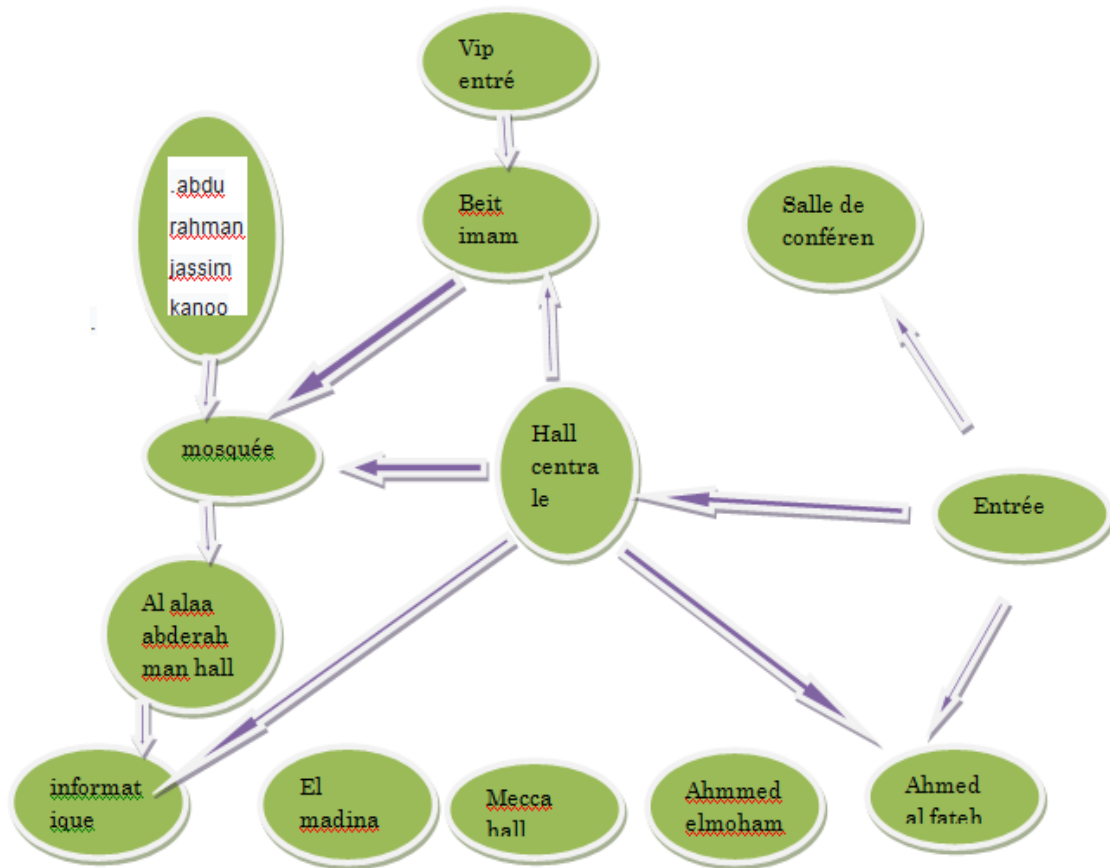 Vip
entré
.abdu
rahman
jassim
kanoo
Beit
imam
Salle de
conféren
mosquée
Hall
centra
le
Entrée
Al alaa
abderah
man hall
informat
ique
El
madina
Mecca
hall
Ahmmed
elmoham
Ahmed
al fateh